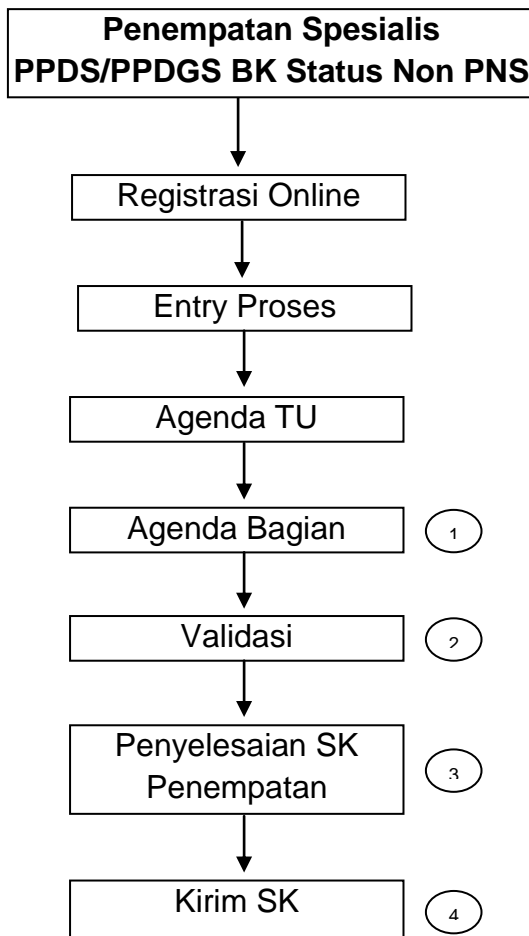 Penempatan Spesialis
PPDS/PPDGS BK Status Non PNS
Registrasi Online
Entry Proses
Agenda TU
Agenda Bagian
1
Validasi
2
Penyelesaian SK
Penempatan
3
Kirim SK
4